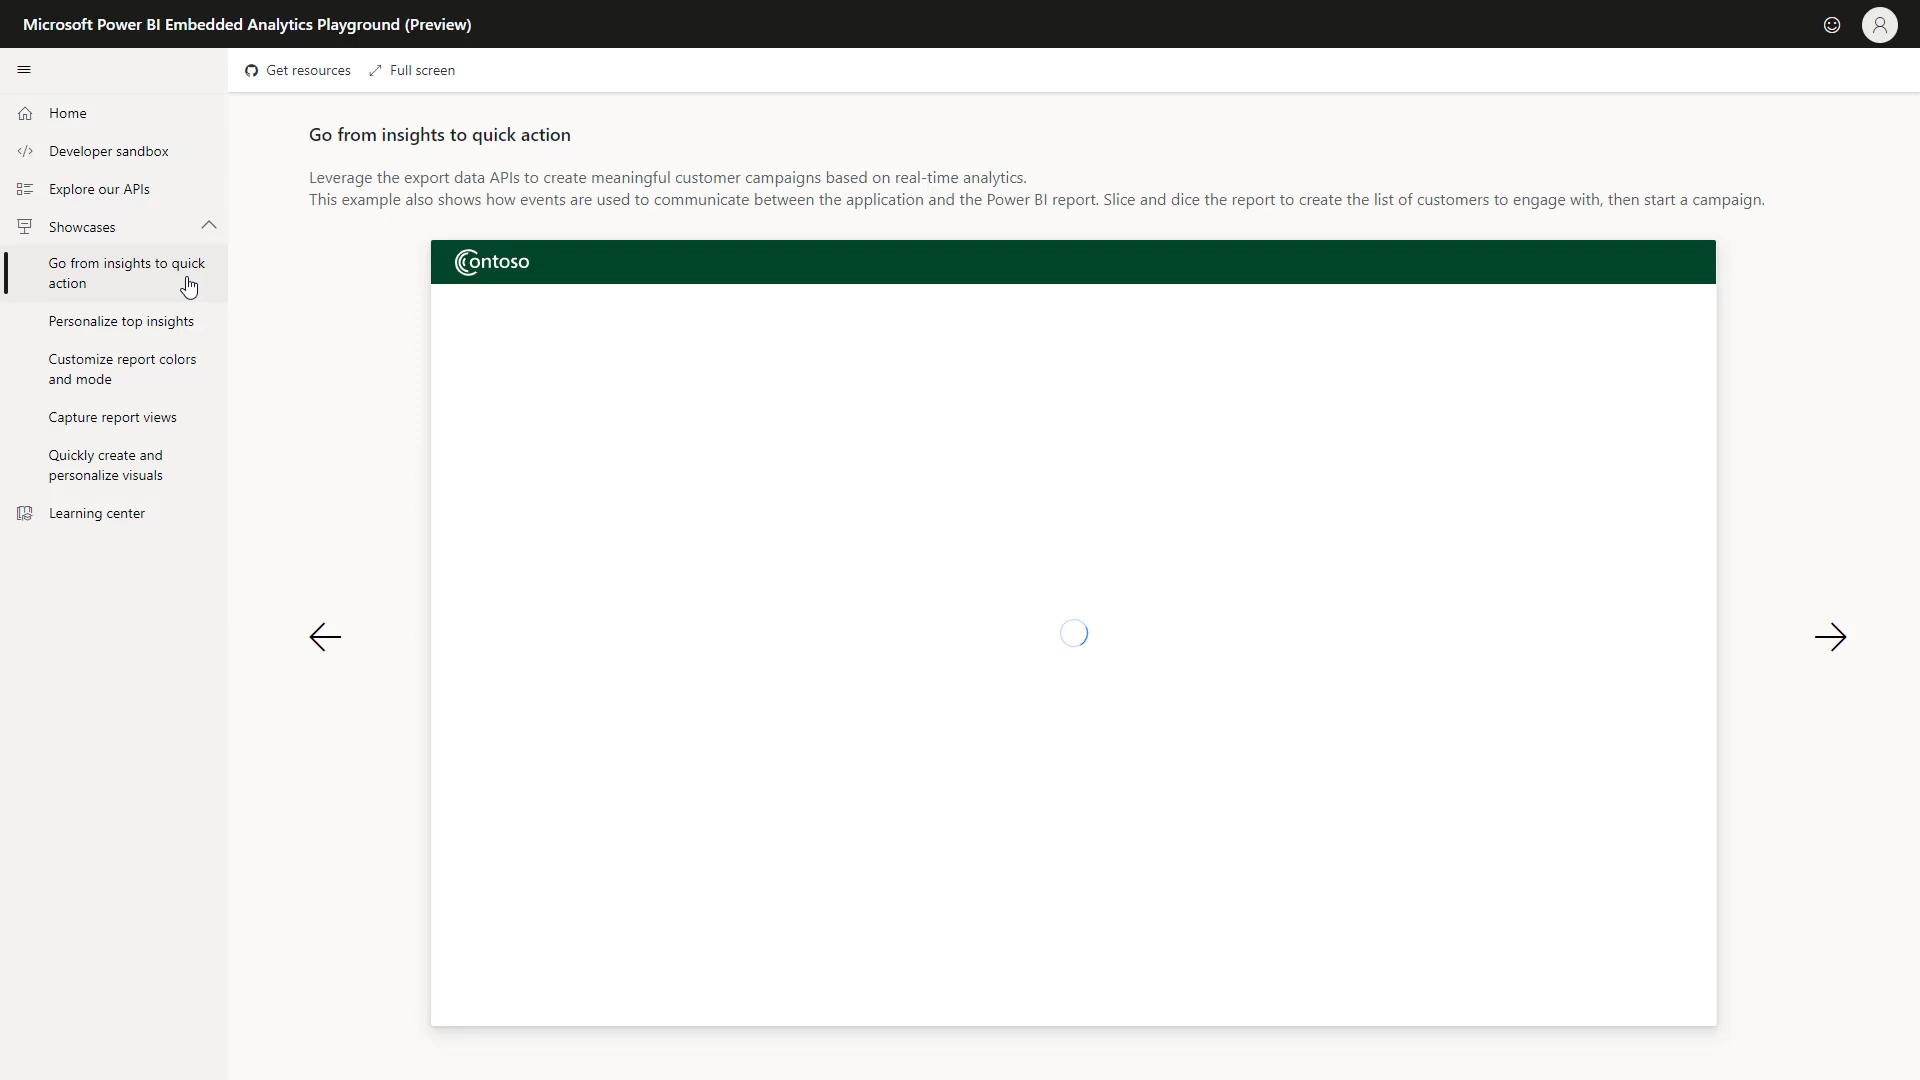 Microsoft Power BI Embedded Analytics Playground (Preview)
Get resources
Full screen
Home
Developer sandbox
Explore our APIs
Showcases
Go from insights to quick
action
Personalize top insights
Customize report colors
and mode
Capture report views
Quickly create and
personalize visuals
Learning center
Go from insights to quick action
Leverage the export data APIs to create meaningful customer campaigns based on real-time analytics.
This example also shows how events are used to communicate between the application and the Power BI report. Slice and dice the report to create the list of customers to engage with, then start a campaign.
Contoso